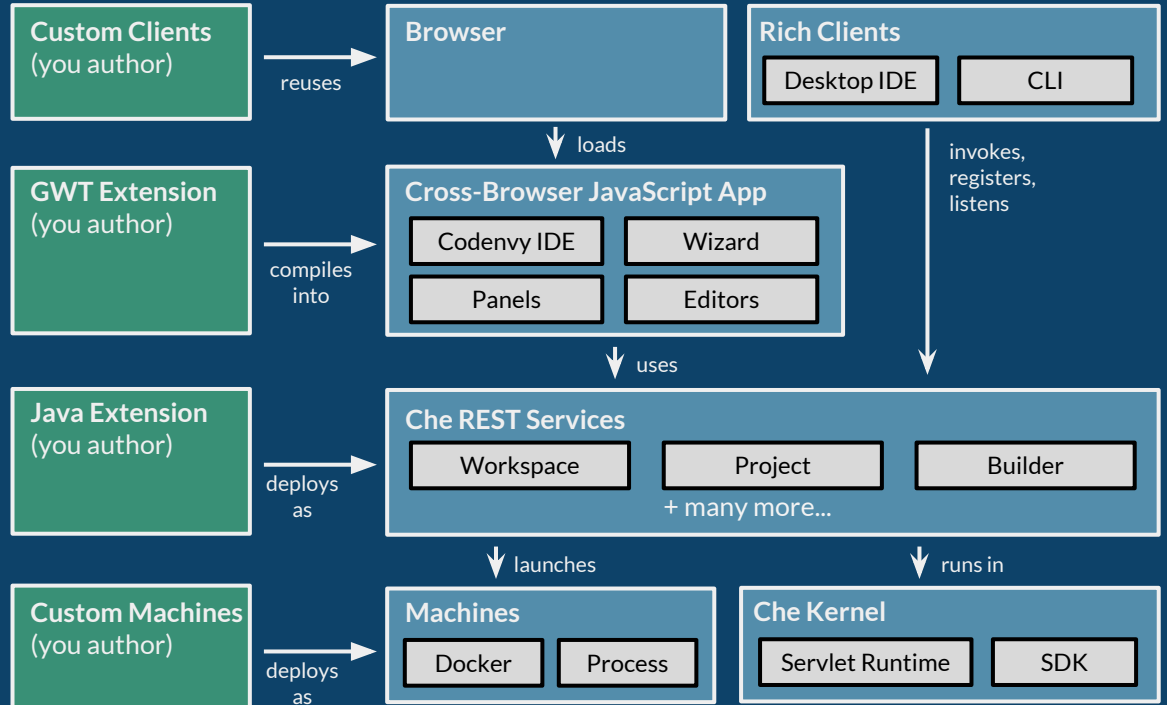 Custom Clients
(you author)
reuses
Browser
Rich Clients
Desktop IDE
CLI
loads
invokes,
registers,
listens
GWT Extension
(you author)
compiles
into
Cross-Browser JavaScript App
Codenvy IDE
Wizard
Panels
Editors
uses
Java Extension
(you author)
deploys
as
Che REST Services
Workspace
Project
Builder
+ many more...
launches
runs in
Custom Machines
(you author)
deploys
as
Machines
Docker
Process
Che Kernel
Servlet Runtime
SDK